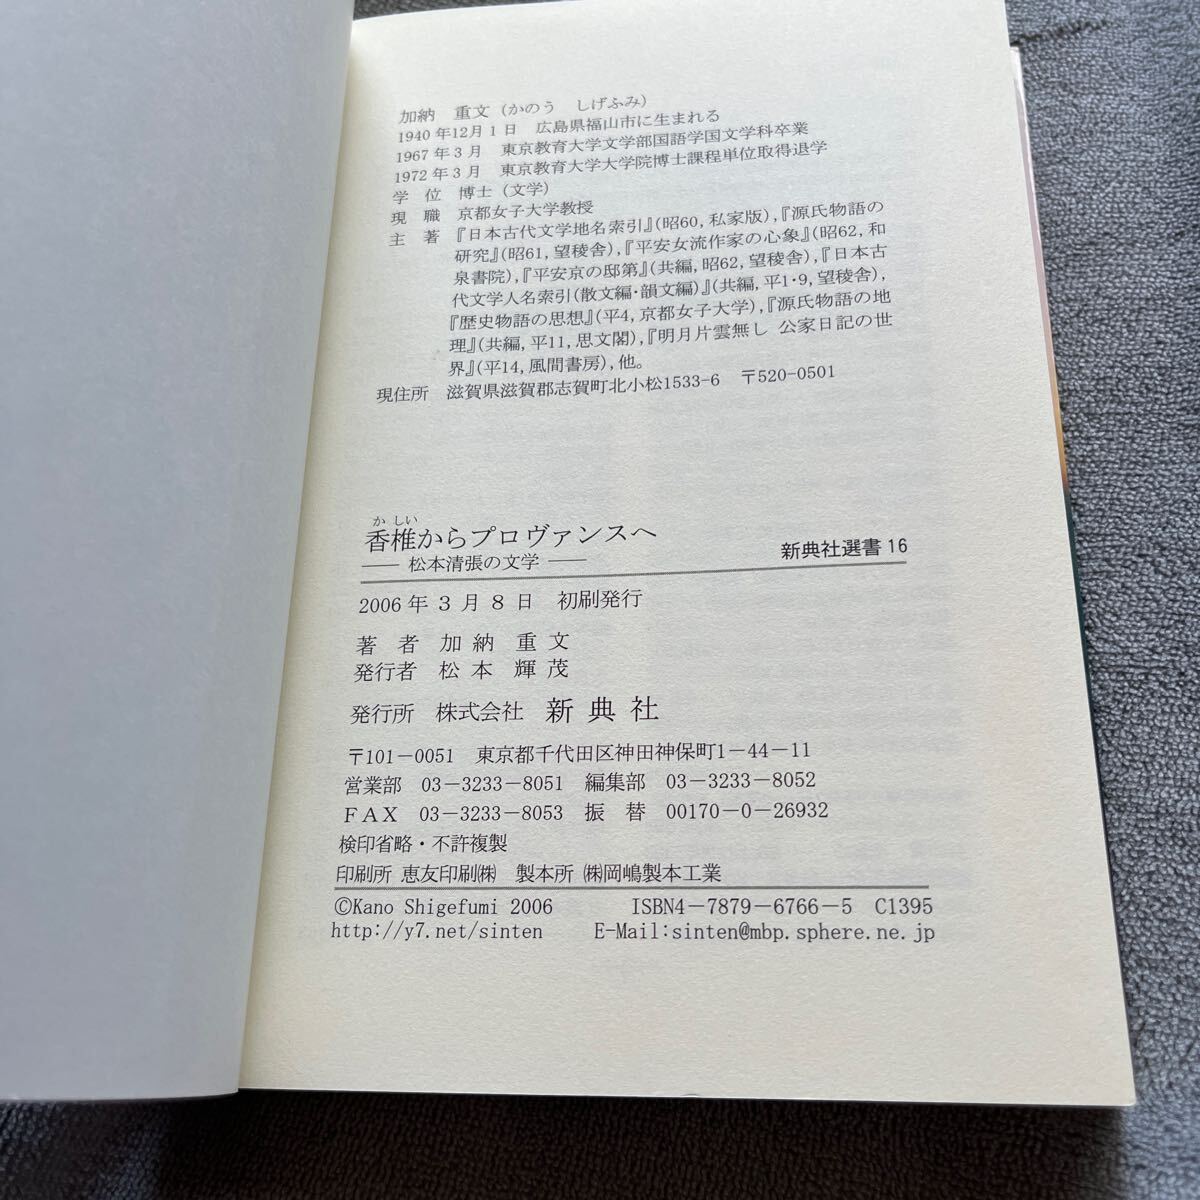 加納　重文（かのう　しげふみ）
1940年12月1日　広島県福山市に生まれる
1967年3月　東京教育大学文学部国語学国文学科卒業
1972年3月　東京教育大学大学院博士課程単位取得退学
学　位　博士（文学）
現　職　京都女子大学教授
主　著　『日本古代文学地名索引』(昭60, 私家版),『源氏物語の
研究』(昭61, 望稜舎),『平安女流作家の心象』(昭62, 和
泉書院),『平安京の邸第』(共編, 昭62, 望稜舎),『日本古
代文学人名索引(散文編・韻文編)』(共編, 平1・9, 望稜舎),
『歴史物語の思想』(平4, 京都女子大学),『源氏物語の地
理』(共編, 平11, 思文閣),『明月片雲無し 公家日記の世
界』(平14, 風間書房), 他。
現住所　滋賀県滋賀郡志賀町北小松1533-6　〒520-0501
か しい
香椎からプロヴァンスへ
── 松本清張の文学 ──　新典社選書 16
2006年3月8日　初刷発行
著　者　加納　重文
発行者　松本　輝茂
発行所　株式会社　新典社
〒101－0051　東京都千代田区神田神保町1－44－11
営業部　03－3233－8051　編集部　03－3233－8052
FAX　03－3233－8053　振　替　00170－0－26932
検印省略・不許複製
印刷所 恵友印刷㈱　製本所 ㈱岡嶋製本工業
©Kano Shigefumi 2006　ISBN4－7879－6766－5 C1395
http://y7.net/sinten　E-Mail:sinten@mbp.sphere.ne.jp